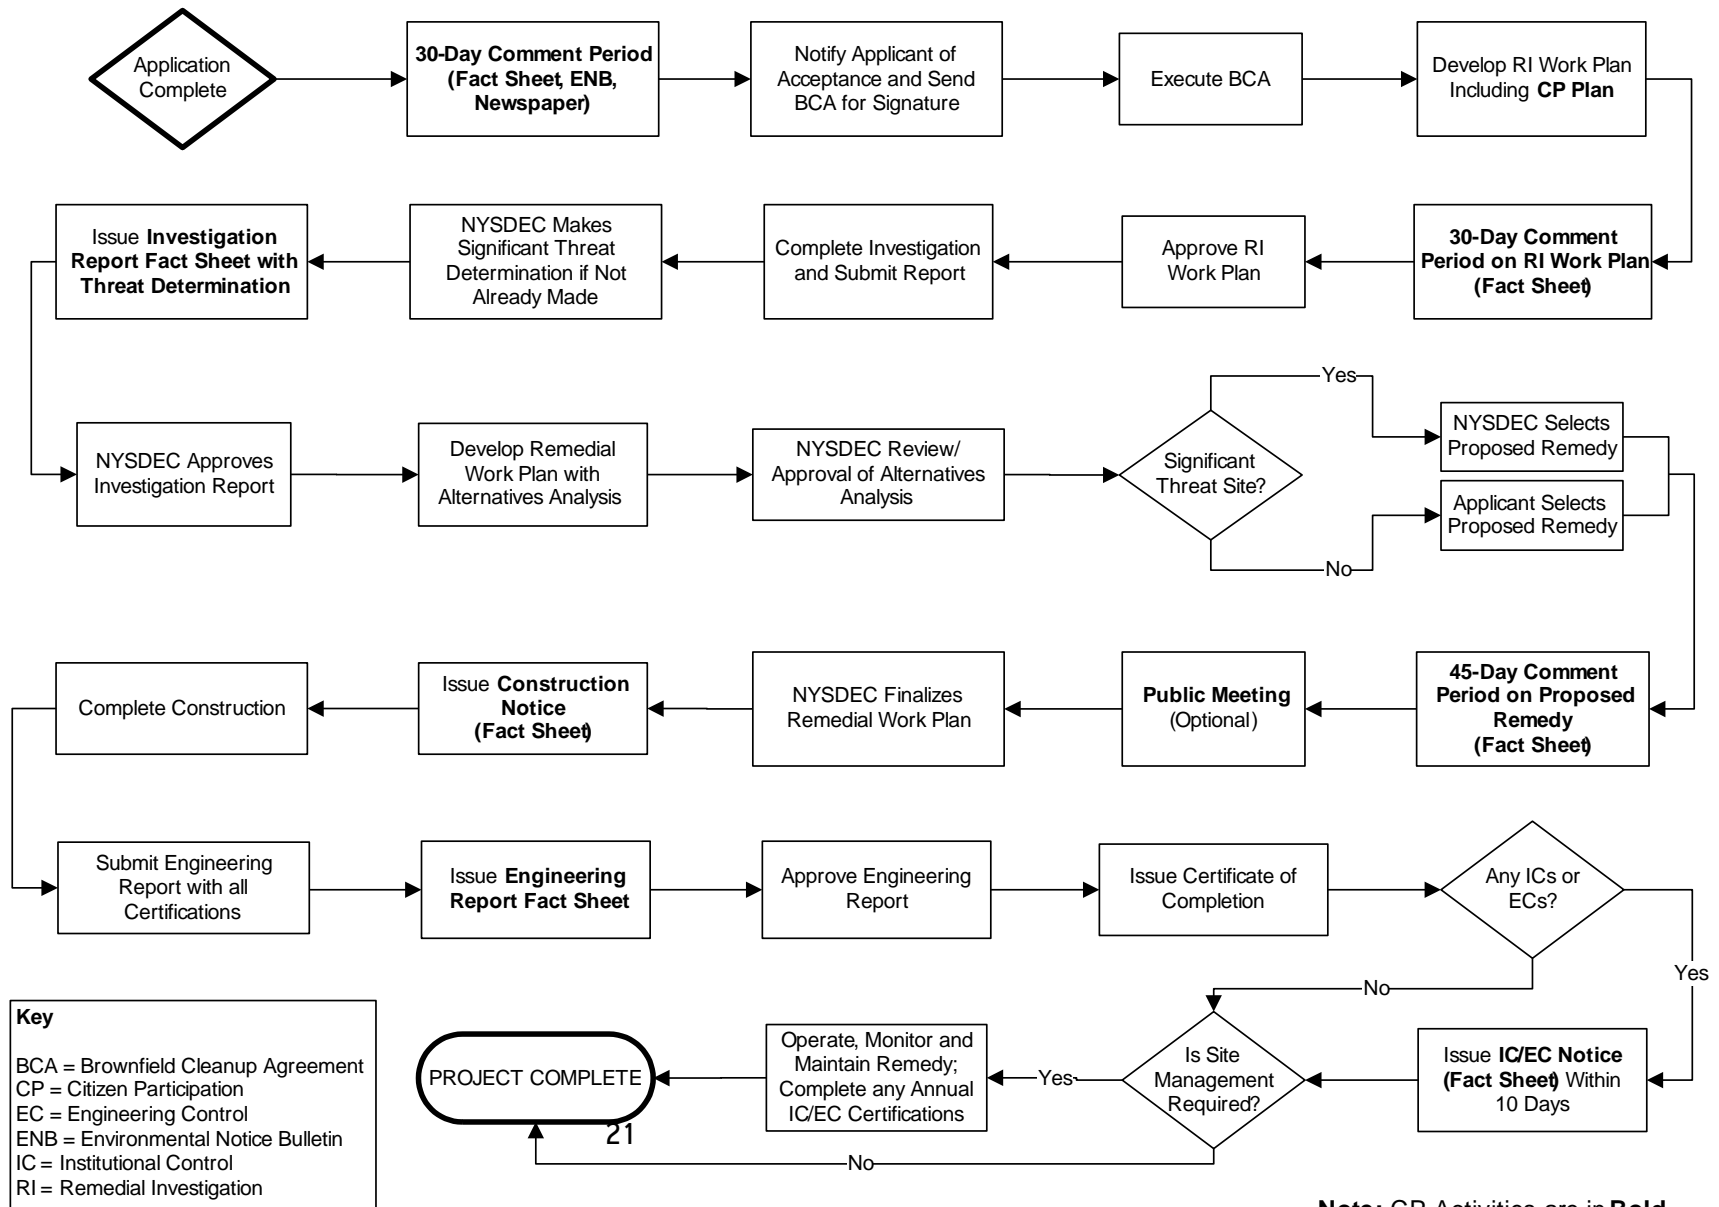 Application
Complete
30-Day Comment Period
(Fact Sheet, ENB,
Newspaper)
Notify Applicant of
Acceptance and Send
BCA for Signature
Execute BCA
Develop RI Work Plan
Including CP Plan
Issue Investigation
Report Fact Sheet with
Threat Determination
NYSDEC Makes
Significant Threat
Determination if Not
Already Made
Complete Investigation
and Submit Report
Approve RI
Work Plan
30-Day Comment
Period on RI Work Plan
(Fact Sheet)
NYSDEC Approves
Investigation Report
Develop Remedial
Work Plan with
Alternatives Analysis
NYSDEC Review/
Approval of Alternatives
Analysis
Significant
Threat Site?
Yes
No
NYSDEC Selects
Proposed Remedy
Applicant Selects
Proposed Remedy
Complete Construction
Issue Construction
Notice
(Fact Sheet)
NYSDEC Finalizes
Remedial Work Plan
Public Meeting
(Optional)
45-Day Comment
Period on Proposed
Remedy
(Fact Sheet)
Submit Engineering
Report with all
Certifications
Issue Engineering
Report Fact Sheet
Approve Engineering
Report
Issue Certificate of
Completion
Any ICs or
ECs?
Yes
No
Key
BCA = Brownfield Cleanup Agreement
CP = Citizen Participation
EC = Engineering Control
ENB = Environmental Notice Bulletin
IC = Institutional Control
RI = Remedial Investigation
PROJECT COMPLETE
21
Operate, Monitor and
Maintain Remedy;
Complete any Annual
IC/EC Certifications
Yes
Is Site
Management
Required?
No
Issue IC/EC Notice
(Fact Sheet) Within
10 Days
Note: CP Activities are in Bold